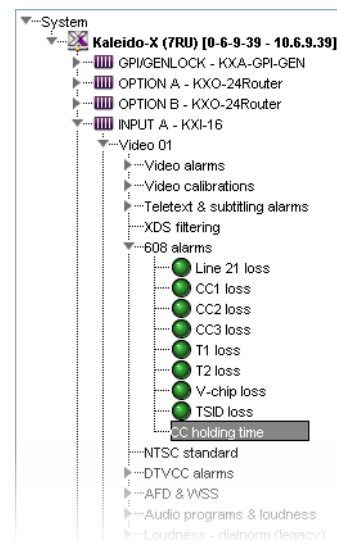 System
Kaleido-X (7RU) [0-6-9-39 - 10.6.9.39]
GPI/GENLOCK - KXA-GPI-GEN
OPTION A - KXO-24Router
OPTION B - KXO-24Router
INPUT A - KXI-16
Video 01
Video alarms
Video calibrations
Teletext & subtitling alarms
XDS filtering
608 alarms
Line 21 loss
CC1 loss
CC2 loss
CC3 loss
T1 loss
T2 loss
V-chip loss
TSID loss
CC holding time
NTSC standard
DTVCC alarms
AFD & WSS
Audio programs & loudness
Loudness - dialnorm (legacy)